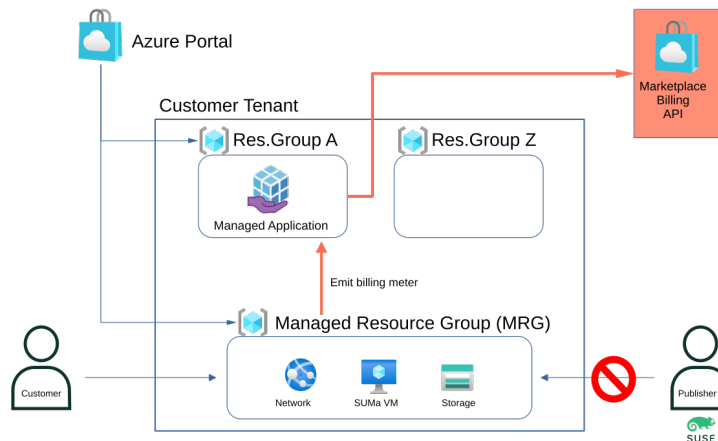 Azure Portal
Marketplace
Billing
API
Customer Tenant
Res.Group A
Res.Group Z
Managed Application
Emit billing meter
Managed Resource Group (MRG)
Customer
Network
SUMa VM
Storage
Publisher
SUSE